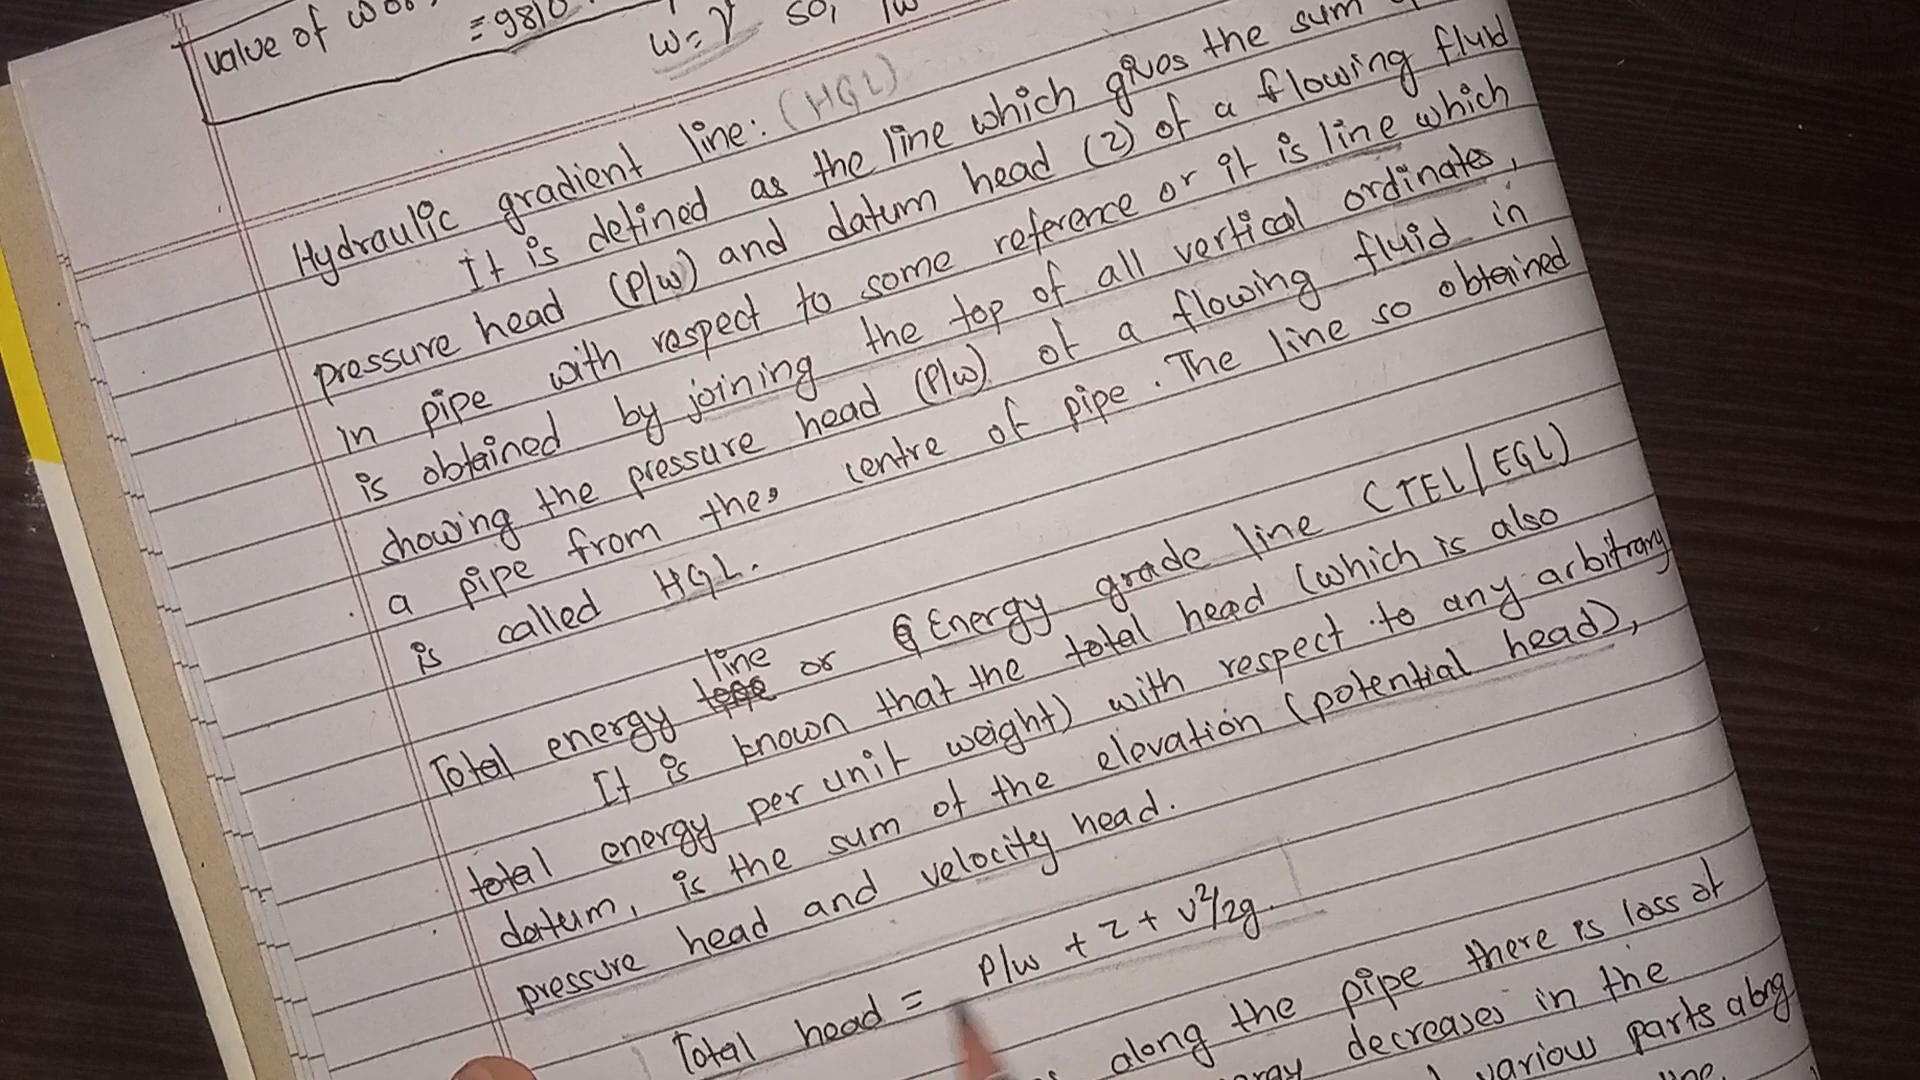 value of
=9810
w=γ so,
Hydraulic gradient line: (HGL)
It is defined as the line which gives the sum
pressure head (P/w) and datum head (z) of a flowing fluid
in pipe with respect to some reference or it is line which
is obtained by joining the top of all vertical ordinates,
showing the pressure head (P/w) of a flowing fluid in
a pipe from the centre of pipe. The line so obtained
is called HGL.
Total energy line or Energy grade line (TEL/EGL)
It is known that the total head (which is also
total energy per unit weight) with respect to any arbitrary
datum, is the sum of the elevation (potential head),
pressure head and velocity head.
Total head = P/w + z + v²/2g.
along the pipe there is loss of
decreases in the
various parts along